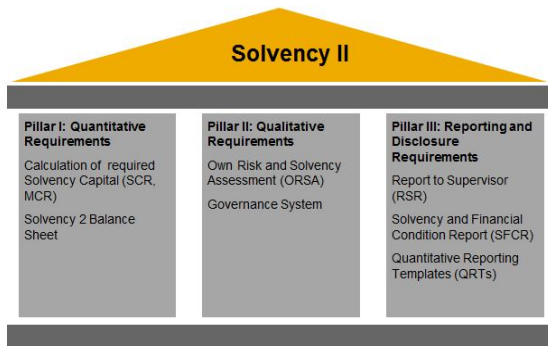 Solvency II
Pillar I: Quantitative
Requirements
Calculation of required
Solvency Capital (SCR,
MCR)
Solvency 2 Balance
Sheet
Pillar II: Qualitative
Requirements
Own Risk and Solvency
Assessment (ORSA)
Governance System
Pillar III: Reporting and
Disclosure
Requirements
Report to Supervisor
(RSR)
Solvency and Financial
Condition Report (SFCR)
Quantitative Reporting
Templates (QRTs)